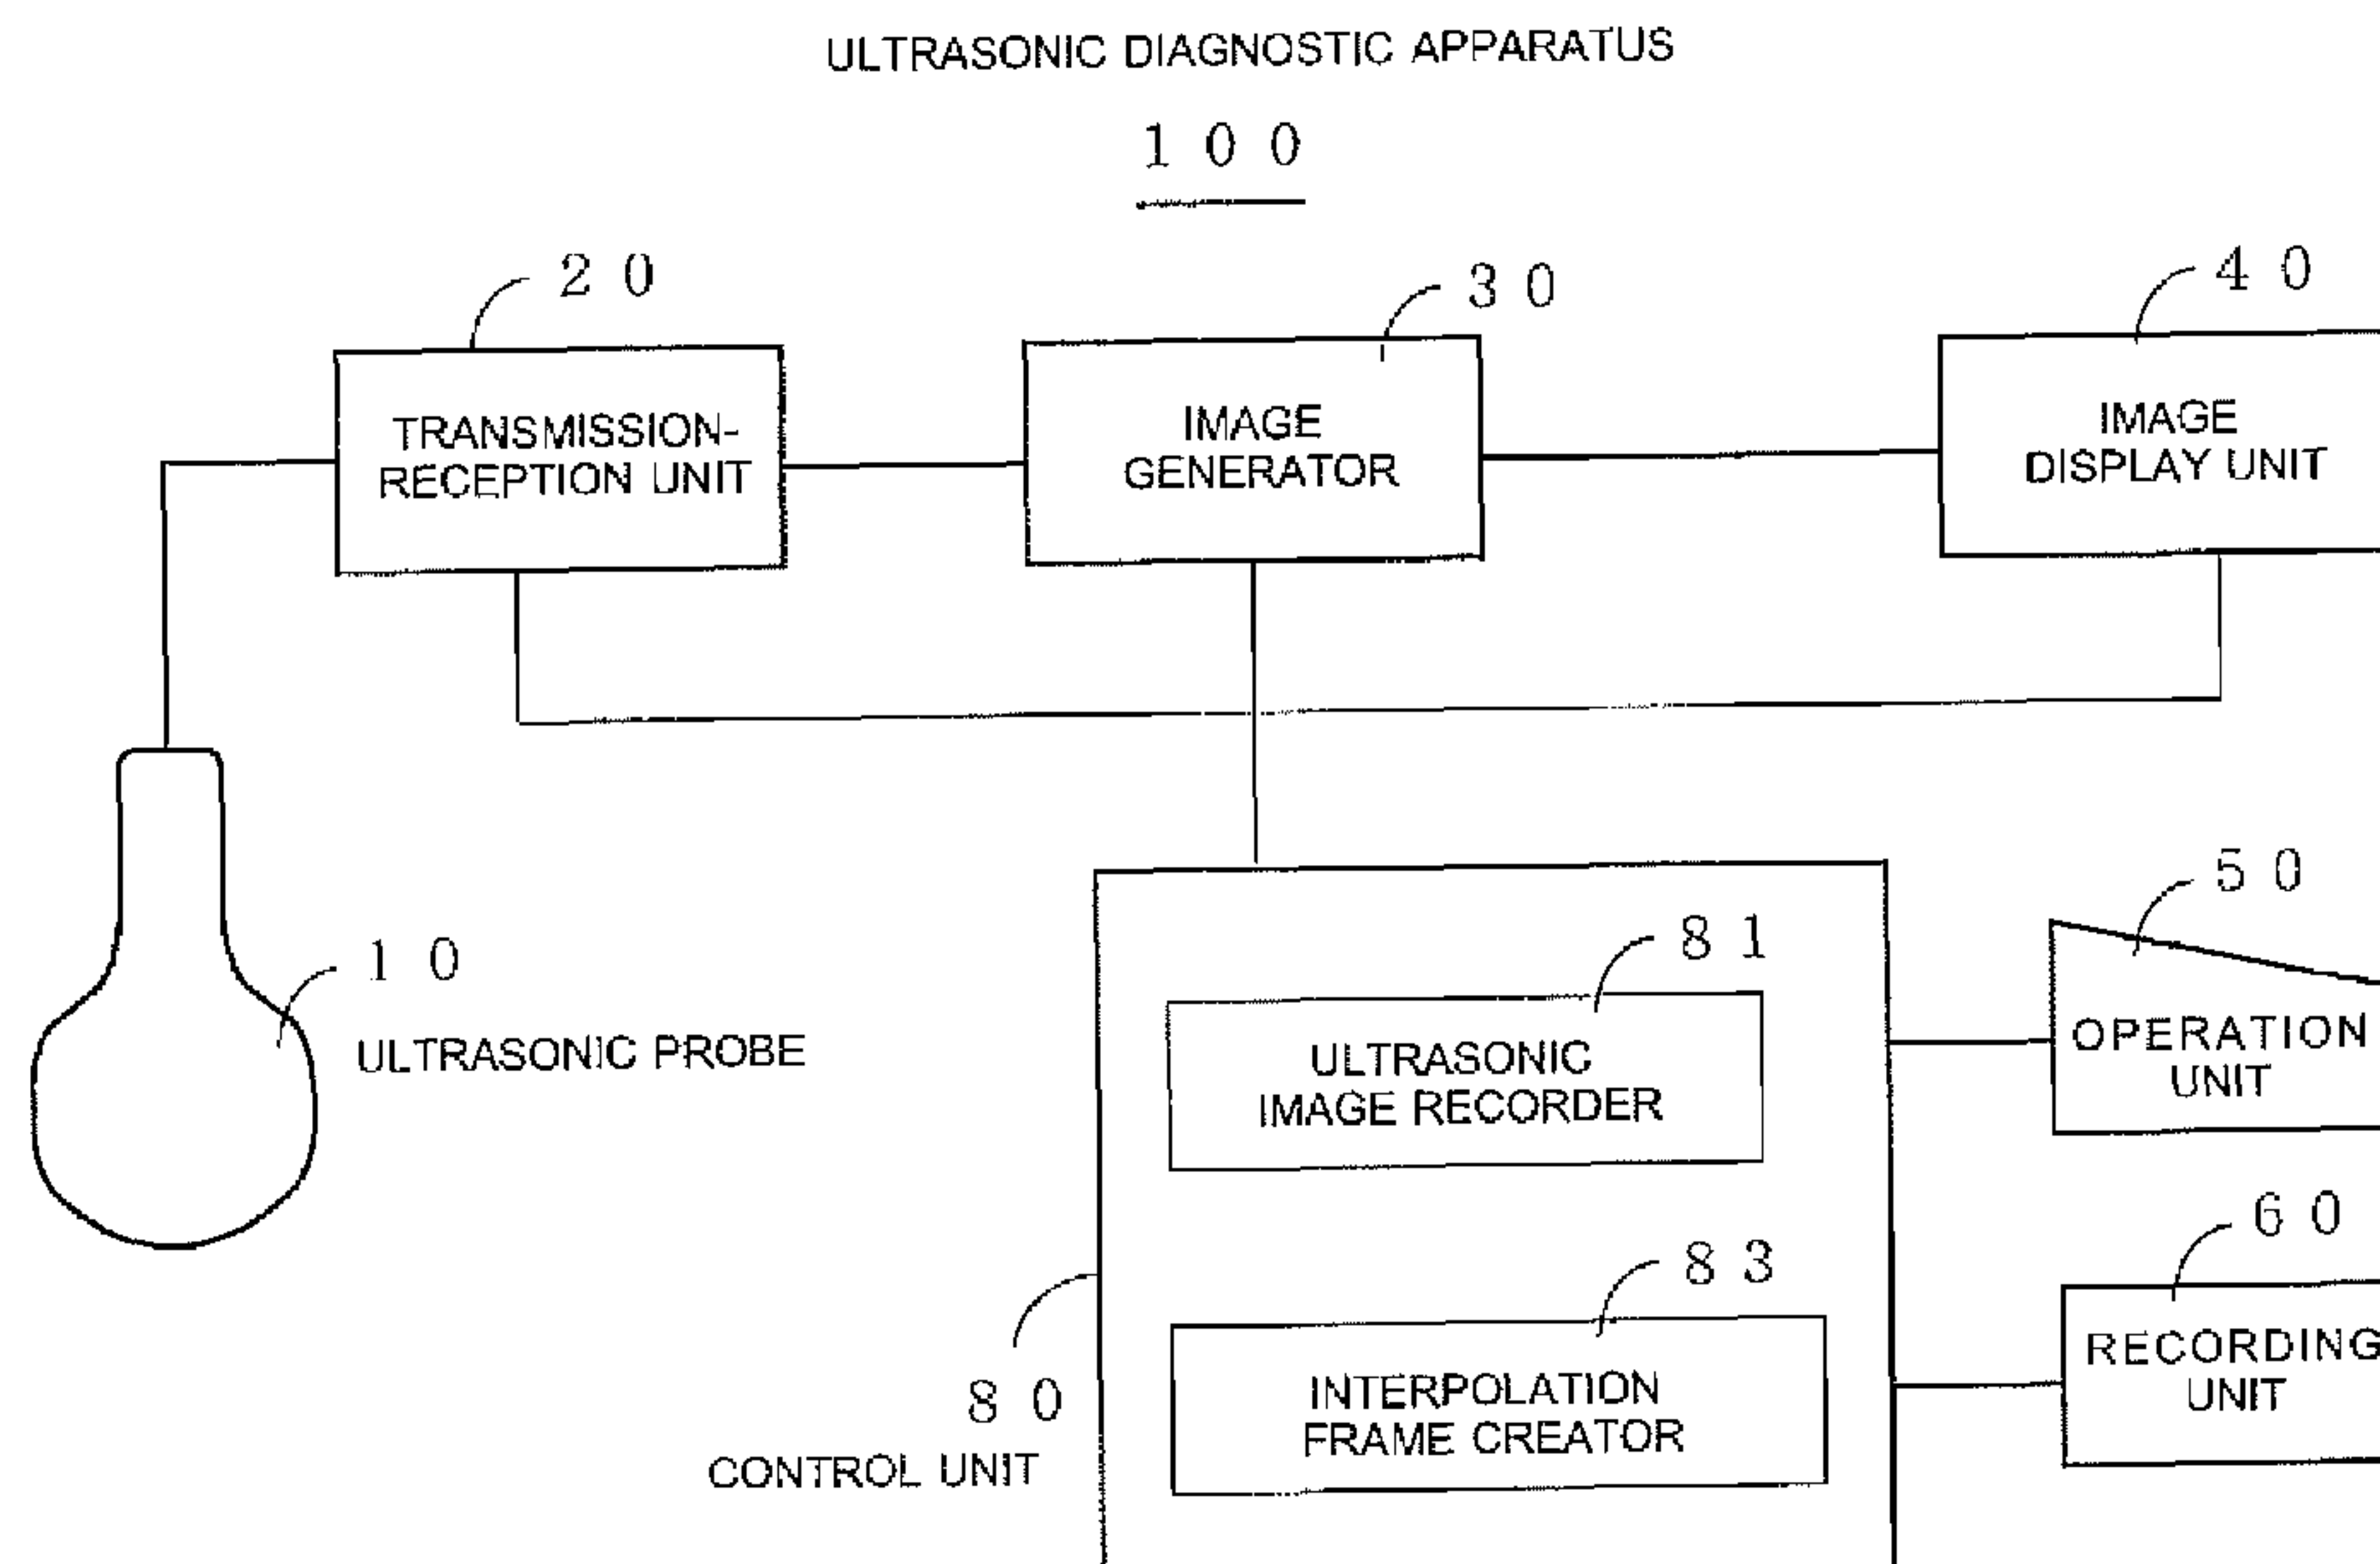 ULTRASONIC DIAGNOSTIC APPARATUS
100
20
30
40
TRANSMISSION-
RECEPTION UNIT
IMAGE
GENERATOR
IMAGE
DISPLAY UNIT
10
ULTRASONIC PROBE
81
50
ULTRASONIC
IMAGE RECORDER
OPERATION
UNIT
83
60
INTERPOLATION
FRAME CREATOR
RECORDING
UNIT
80
CONTROL UNIT